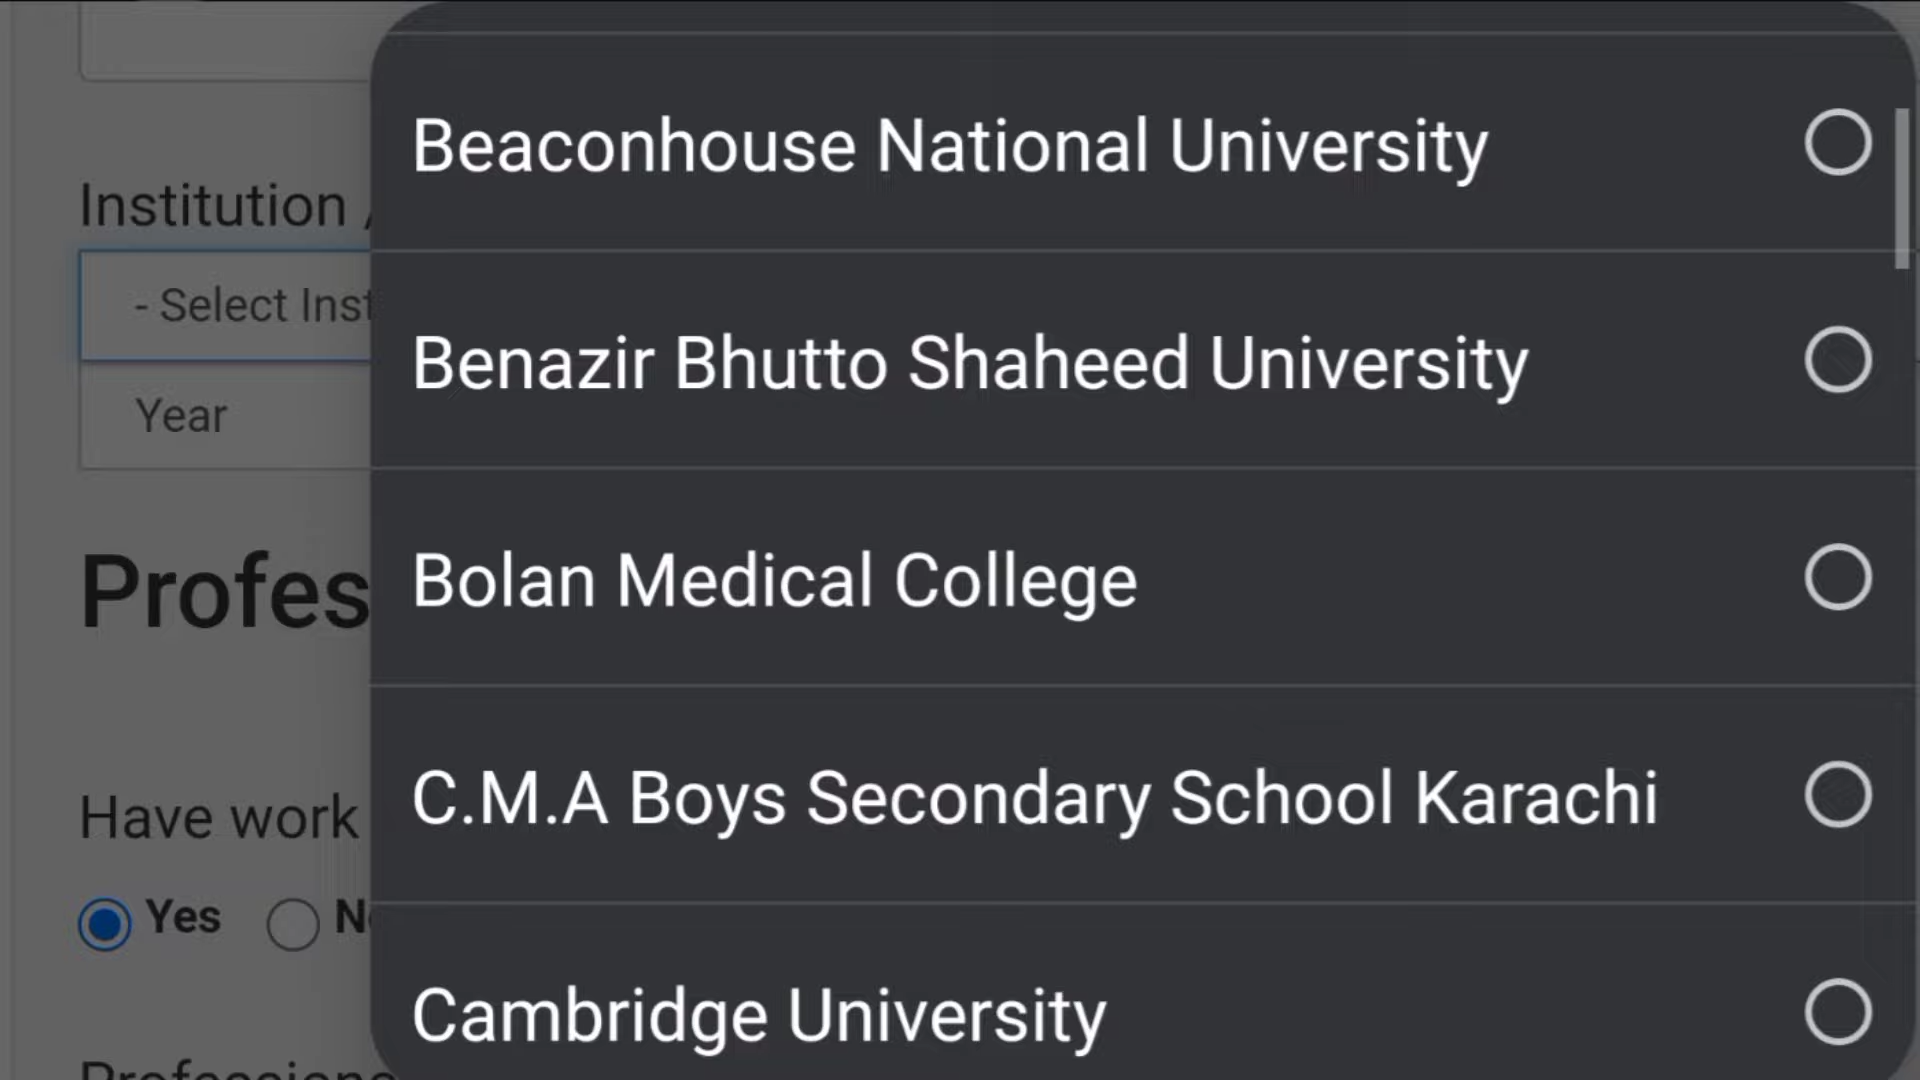 Institution
- Select Inst
Year
Profes
Have work
Yes
Beaconhouse National University
Benazir Bhutto Shaheed University
Bolan Medical College
C.M.A Boys Secondary School Karachi
Cambridge University